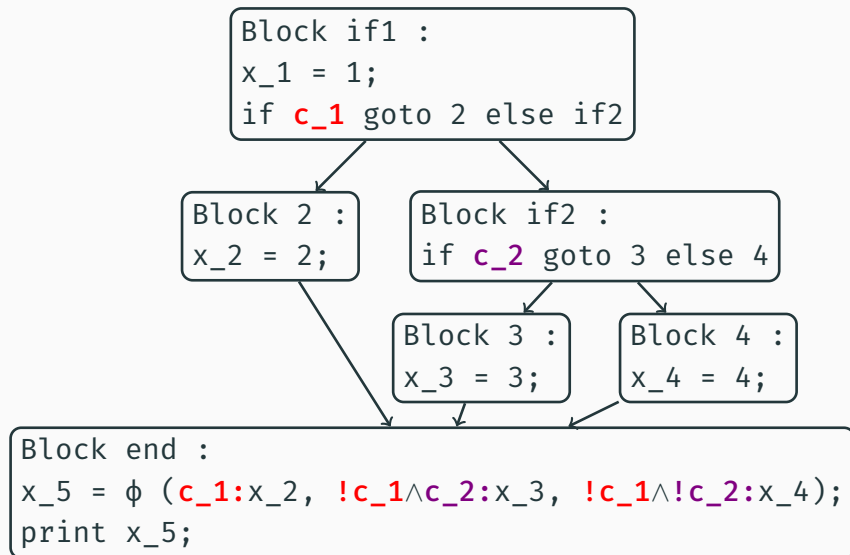 Block if1 :
x_1 = 1;
if c_1 goto 2 else if2
Block 2 :
x_2 = 2;
Block if2 :
if c_2 goto 3 else 4
Block 3 :
x_3 = 3;
Block 4 :
x_4 = 4;
Block end :
x_5 = ϕ (c_1:x_2, !c_1∧c_2:x_3, !c_1∧!c_2:x_4);
print x_5;